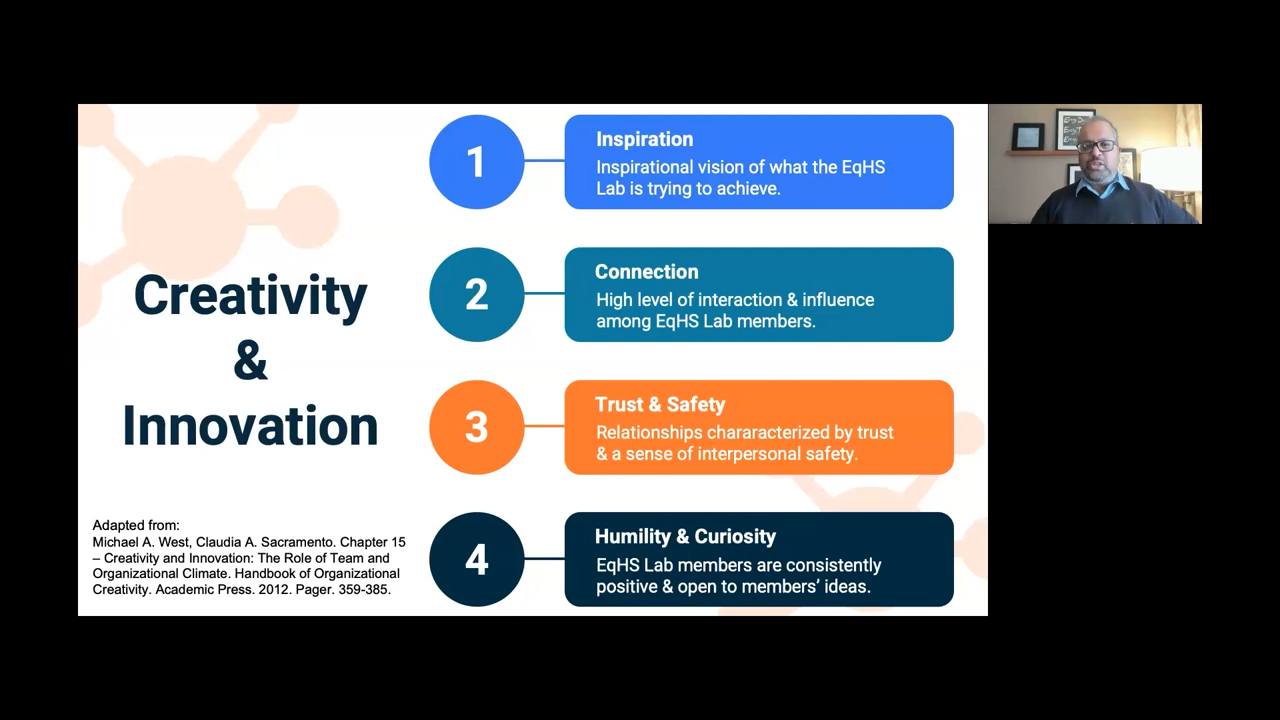 Creativity
&
Innovation
Adapted from:
Michael A. West, Claudia A. Sacramento. Chapter 15
– Creativity and Innovation: The Role of Team and
Organizational Climate. Handbook of Organizational
Creativity. Academic Press. 2012. Pager. 359-385.
1
Inspiration
Inspirational vision of what the EqHS
Lab is trying to achieve.
2
Connection
High level of interaction & influence
among EqHS Lab members.
3
Trust & Safety
Relationships chararacterized by trust
& a sense of interpersonal safety.
4
Humility & Curiosity
EqHS Lab members are consistently
positive & open to members’ ideas.